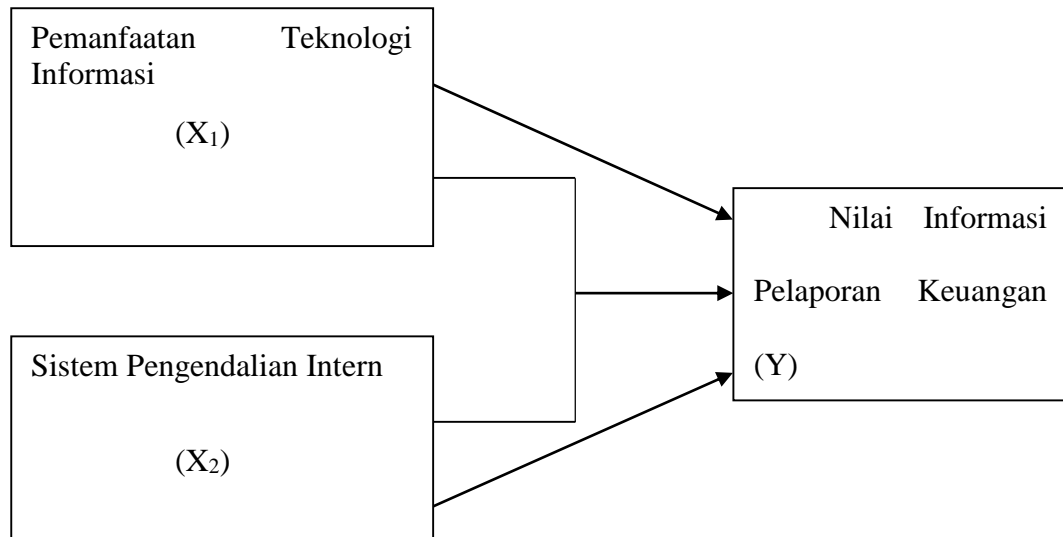 Pemanfaatan Teknologi
Informasi
(X₁)
Nilai Informasi
Pelaporan Keuangan
(Y)
Sistem Pengendalian Intern
(X₂)